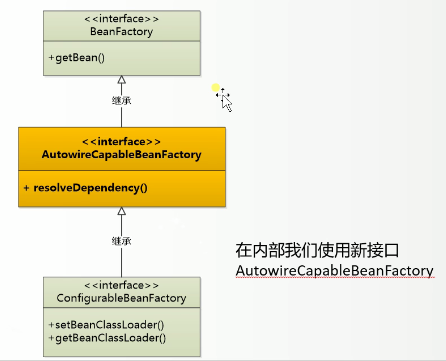 <<interface>>
BeanFactory
+getBean()
继承
<<interface>>
AutowireCapableBeanFactory
+ resolveDependency()
继承
<<interface>>
ConfigurableBeanFactory
+setBeanClassLoader()
+getBeanClassLoader()
在内部我们使用新接口
AutowireCapableBeanFactory